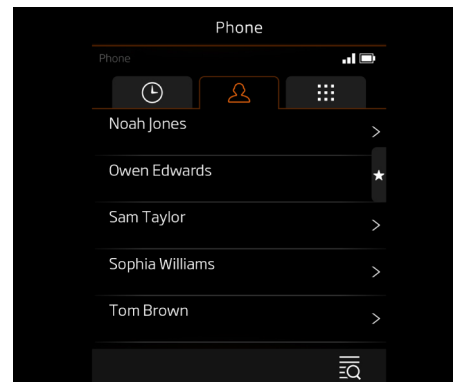 Phone
Phone
Noah Jones
Owen Edwards
Sam Taylor
Sophia Williams
Tom Brown